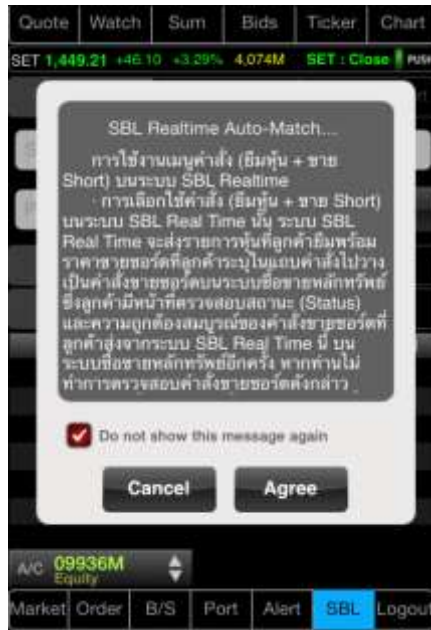 Quote Watch Sum Bids Ticker Chart
SET 1,449.21 +46.10 +3.29% 4,074M SET : Close PUSH
SBL Realtime Auto-Match....
การใช้งานเมนูคำสั่ง (ยืมหุ้น + ขาย
Short) บนระบบ SBL Realtime
· การเลือกใช้คำสั่ง (ยืมหุ้น + ขาย Short)
บนระบบ SBL Real Time นั้น ระบบ SBL
Real Time จะส่งรายการหุ้นที่ลูกค้ายืมพร้อม
ราคาขายชอร์ตที่ลูกค้าระบุในแถบคำสั่งไปวาง
เป็นคำสั่งขายชอร์ตบนระบบซื้อขายหลักทรัพย์
ซึ่งลูกค้ามีหน้าที่ตรวจสอบสถานะ (Status)
และความถูกต้องสมบูรณ์ของคำสั่งขายชอร์ตที่
ลูกค้าส่งจากระบบ SBL Real Time นี้ บน
ระบบซื้อขายหลักทรัพย์อีกครั้ง หากท่านไม่
ทำการตรวจสอบคำสั่งขายชอร์ตดังกล่าว
Do not show this message again
Cancel Agree
A/C 09936M
Equity
Market Order B/S Port Alert SBL Logout